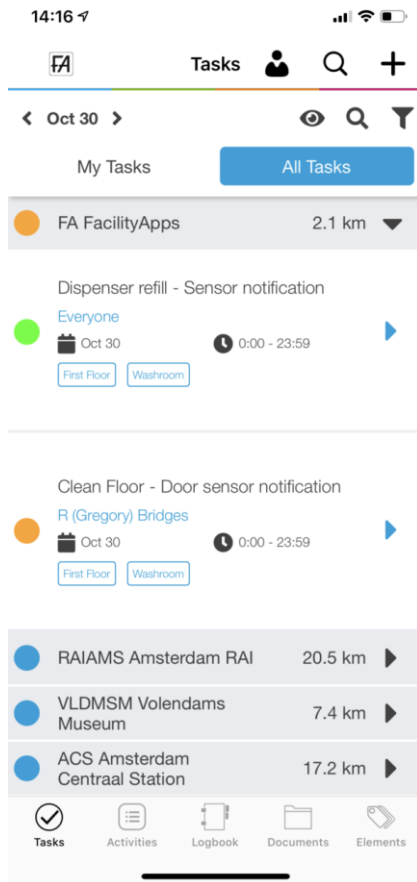 14:16
FA
Tasks
Oct 30
My Tasks
All Tasks
FA FacilityApps
2.1 km
Dispenser refill - Sensor notification
Everyone
Oct 30
0:00 - 23:59
First Floor
Washroom
Clean Floor - Door sensor notification
R (Gregory) Bridges
Oct 30
0:00 - 23:59
First Floor
Washroom
RAIAMS Amsterdam RAI
20.5 km
VLDMSM Volendams
Museum
7.4 km
ACS Amsterdam
Centraal Station
17.2 km
Tasks
Activities
Logbook
Documents
Elements